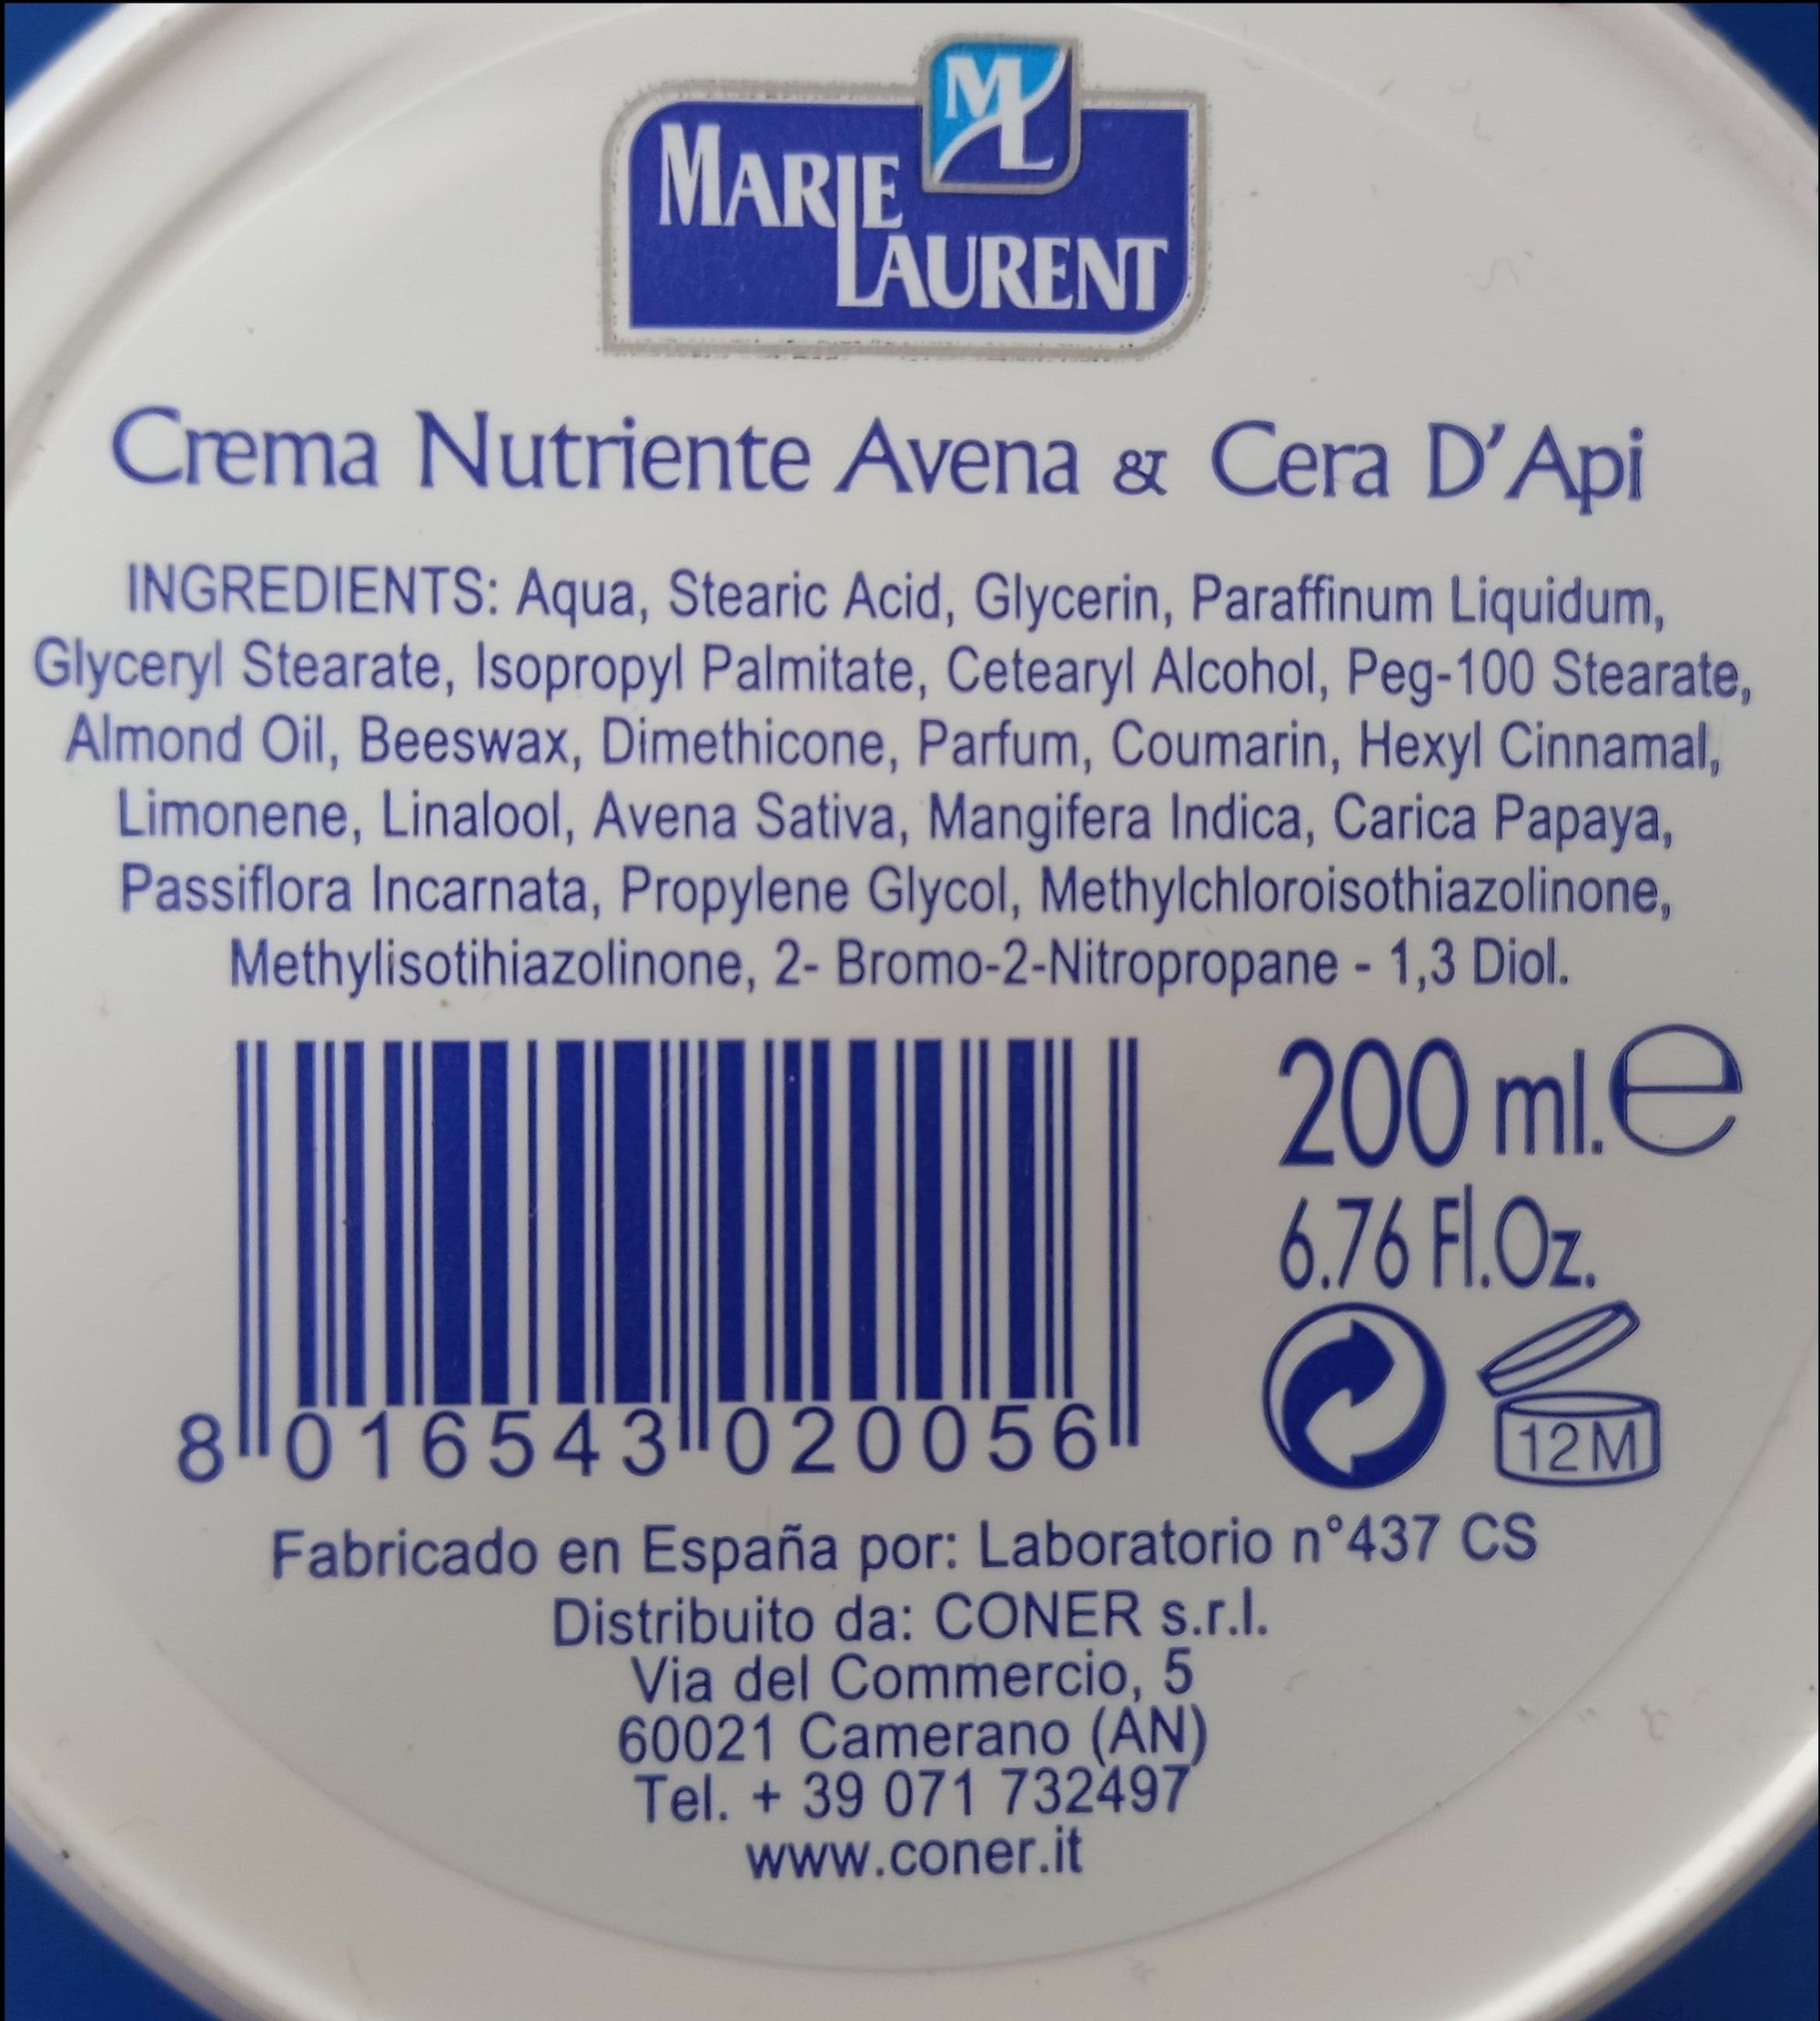 ML
MARIE
LAURENT
Crema Nutriente Avena & Cera D'Api
INGREDIENTS: Aqua, Stearic Acid, Glycerin, Paraffinum Liquidum,
Glyceryl Stearate, Isopropyl Palmitate, Cetearyl Alcohol, Peg-100 Stearate,
Almond Oil, Beeswax, Dimethicone, Parfum, Coumarin, Hexyl Cinnamal,
Limonene, Linalool, Avena Sativa, Mangifera Indica, Carica Papaya,
Passiflora Incarnata, Propylene Glycol, Methylchloroisothiazolinone,
Methylisotihiazolinone, 2- Bromo-2-Nitropropane - 1,3 Diol.
200 ml. e
6.76 Fl.Oz.
12 M
8 016543 020056
Fabricado en España por: Laboratorio n°437 CS
Distribuito da: CONER s.r.l.
Via del Commercio, 5
60021 Camerano (AN)
Tel. + 39 071 732497
www.coner.it